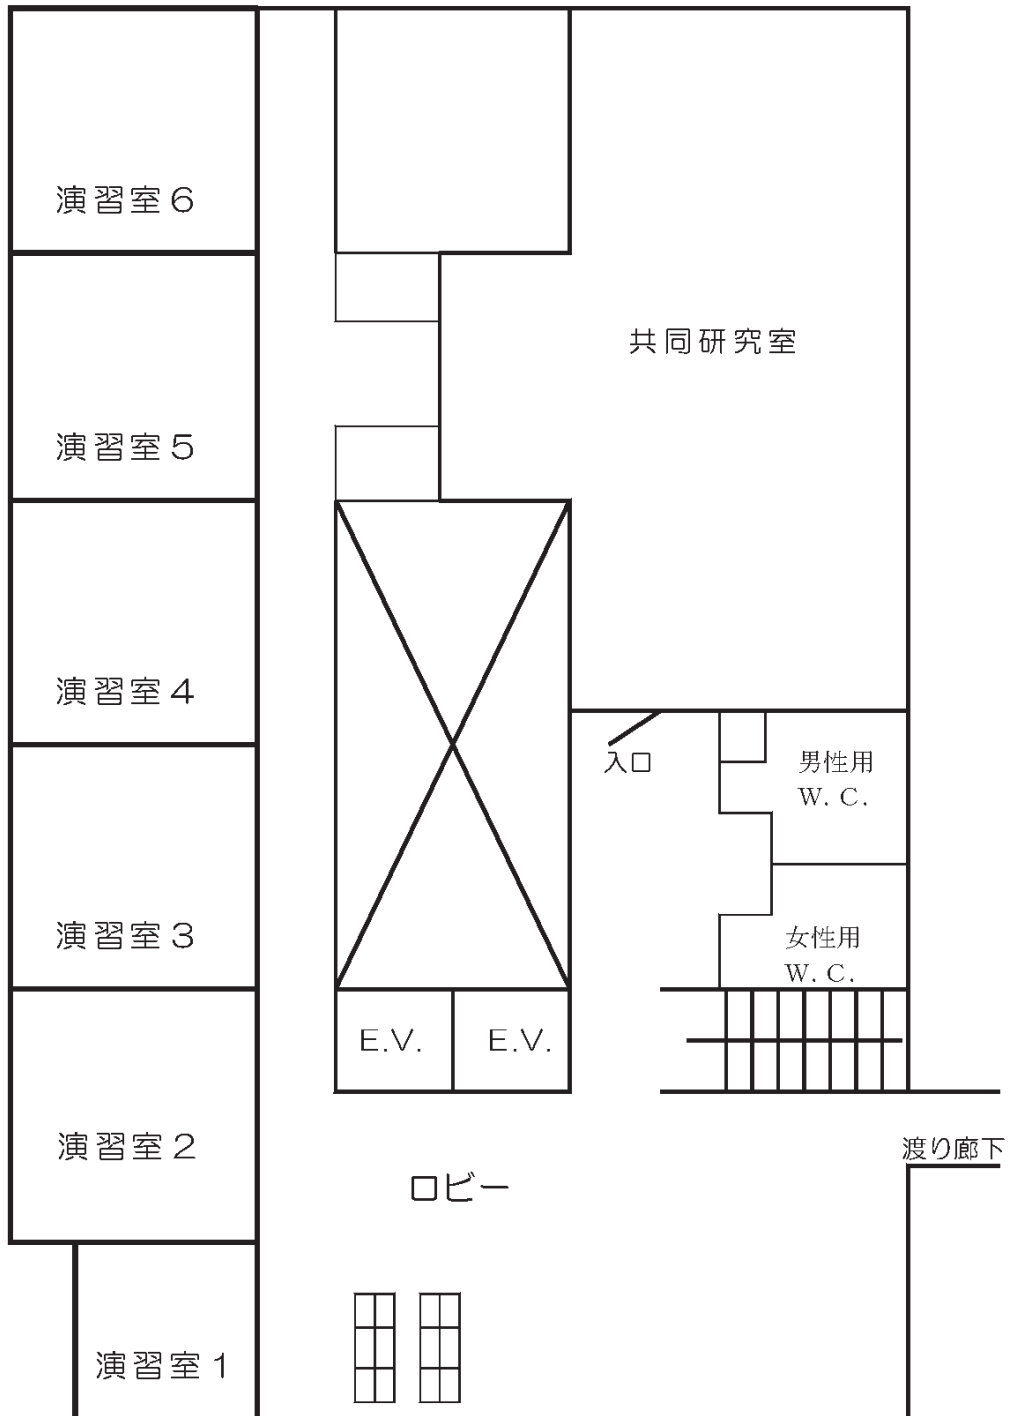 演習室６
共同研究室
演習室５
演習室４
入口
男性用
W. C.
演習室３
女性用
W. C.
E.V.
E.V.
演習室２
渡り廊下
ロビー
演習室１